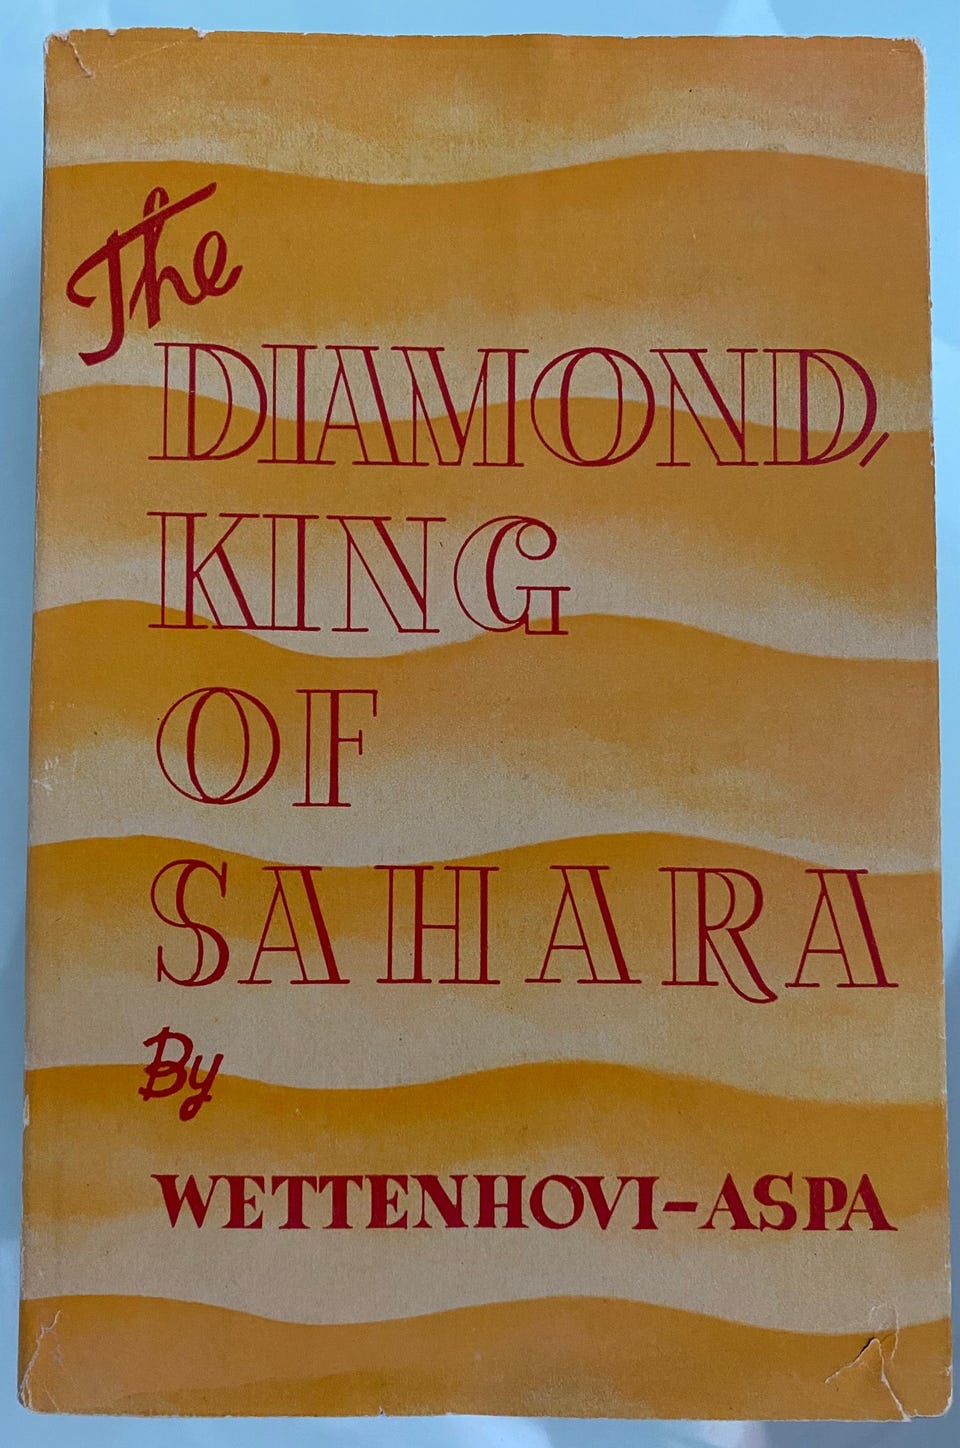 The
DIAMOND,
KING
OF
SAHARA
By
WETTENHOVI-ASPA